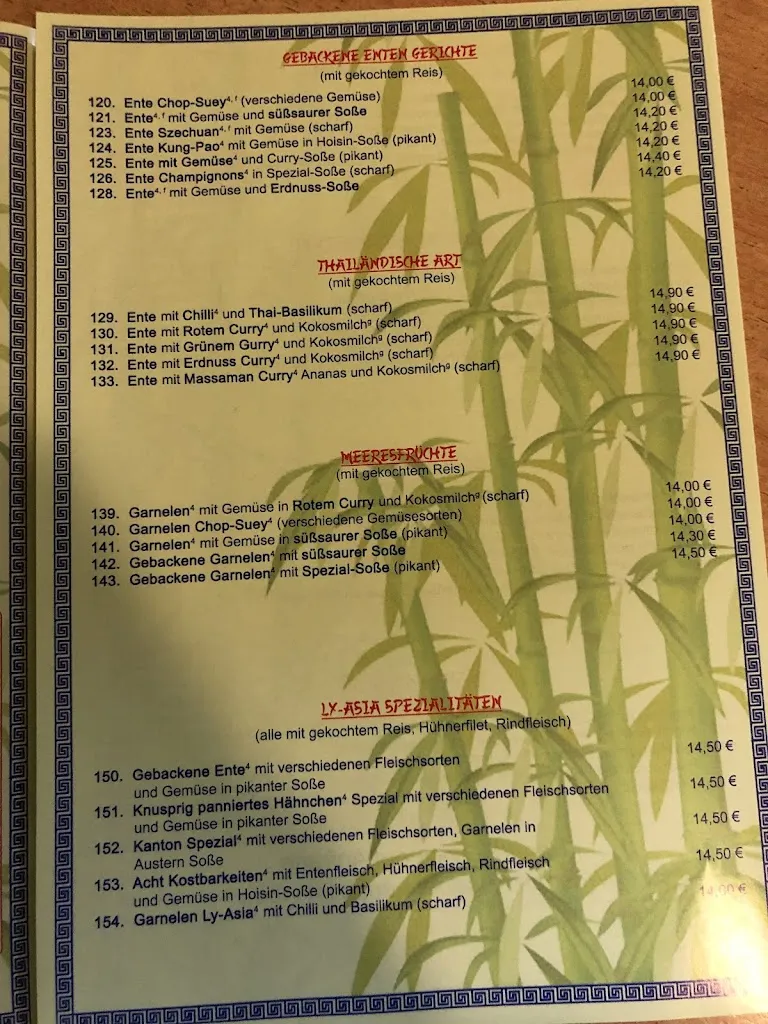 GEBACKENE ENTEN GERICHTE
(mit gekochtem Reis)
120. Ente Chop-Suey⁴,ᶠ (verschiedene Gemüse) 14,00 €
121. Ente⁴,ᶠ mit Gemüse und süßsaurer Soße 14,00 €
123. Ente Szechuan⁴,ᶠ mit Gemüse (scharf) 14,20 €
124. Ente Kung-Pao⁴ mit Gemüse in Hoisin-Soße (pikant) 14,20 €
125. Ente mit Gemüse⁴ und Curry-Soße (pikant) 14,20 €
126. Ente Champignons⁴ in Spezial-Soße (scharf) 14,40 €
128. Ente⁴,ᶠ mit Gemüse und Erdnuss-Soße 14,20 €
THAILÄNDISCHE ART
(mit gekochtem Reis)
129. Ente mit Chilli⁴ und Thai-Basilikum (scharf) 14,90 €
130. Ente mit Rotem Curry⁴ und Kokosmilchᵍ (scharf) 14,90 €
131. Ente mit Grünem Gurry⁴ und Kokosmilchᵍ (scharf) 14,90 €
132. Ente mit Erdnuss Curry⁴ und Kokosmilchᵍ (scharf) 14,90 €
133. Ente mit Massaman Curry⁴ Ananas und Kokosmilchᵍ (scharf) 14,90 €
MEERESFRÜCHTE
(mit gekochtem Reis)
139. Garnelen⁴ mit Gemüse in Rotem Curry und Kokosmilchᵍ (scharf) 14,00 €
140. Garnelen Chop-Suey⁴ (verschiedene Gemüsesorten) 14,00 €
141. Garnelen⁴ mit Gemüse in süßsaurer Soße (pikant) 14,00 €
142. Gebackene Garnelen⁴ mit süßsaurer Soße 14,30 €
143. Gebackene Garnelen⁴ mit Spezial-Soße (pikant) 14,50 €
LY-ASIA SPEZIALITÄTEN
(alle mit gekochtem Reis, Hühnerfilet, Rindfleisch)
150. Gebackene Ente⁴ mit verschiedenen Fleischsorten 14,50 €
und Gemüse in pikanter Soße
151. Knusprig panniertes Hähnchen⁴ Spezial mit verschiedenen Fleischsorten 14,50 €
und Gemüse in pikanter Soße
152. Kanton Spezial⁴ mit verschiedenen Fleischsorten, Garnelen in 14,50 €
Austern Soße
153. Acht Kostbarkeiten⁴ mit Entenfleisch, Hühnerfleisch, Rindfleisch 14,50 €
und Gemüse in Hoisin-Soße (pikant)
154. Garnelen Ly-Asia⁴ mit Chilli und Basilikum (scharf) 14,00 €